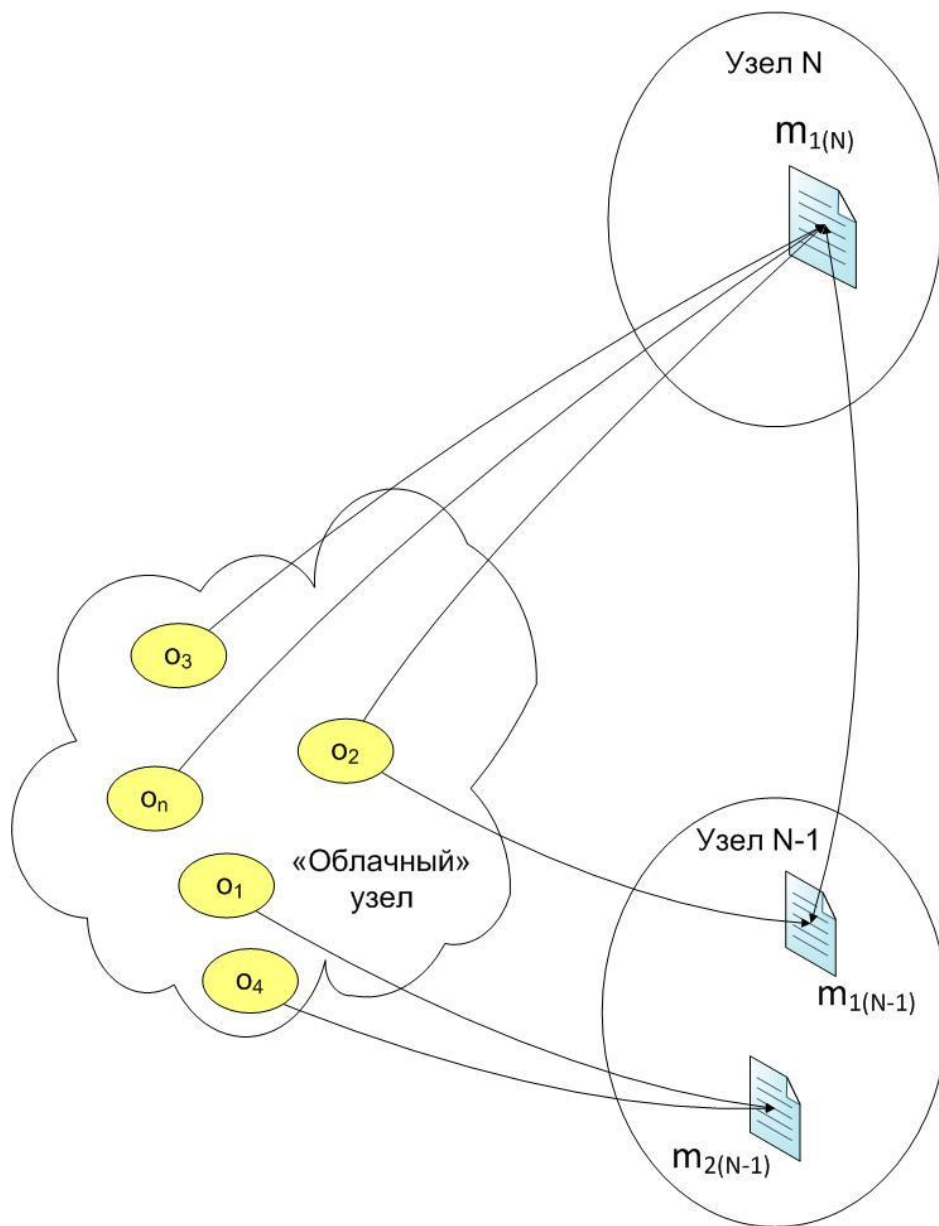 Узел N
m1(N)
o3
o2
on
Узел N-1
«Облачный»
узел
o1
o4
m1(N-1)
m2(N-1)